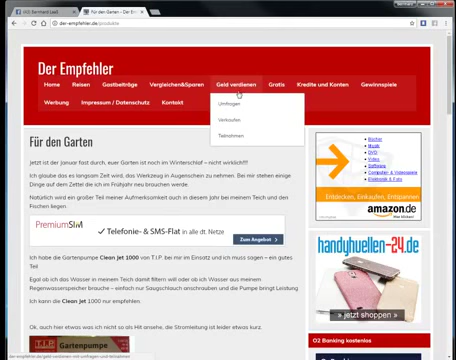 Für den Garten - Der Em
der-empfehler.de/produkte
Der Empfehler
Home Reisen Gastbeiträge Vergleichen&Sparen Geld verdienen Gratis Kredite und Konten Gewinnspiele
Werbung Impressum / Datenschutz Kontakt
Umfragen
Verkaufen
Teilnehmen
Für den Garten
Jetzt ist der Januar fast durch, euer Garten ist noch im Winterschlaf – nicht wirklich!!!!
Ich glaube das es langsam Zeit wird, das Werkzeug in Augenschein zu nehmen. Bei mir stehen einige
Dinge auf dem Zettel die ich im Frühjahr neu brauchen werde.
Natürlich wird ein großer Teil meiner Aufmerksamkeit auch in diesem Jahr bei meinem Teich und den
Fischen liegen.
PremiumSIM
Telefonie- & SMS-Flat in alle dt. Netze
Zum Angebot
Ich habe die Gartenpumpe Clean Jet 1000 von T.I.P. bei mir im Einsatz und ich muss sagen – ein gutes
Teil
Egal ob ich das Wasser in meinem Teich damit filtern will oder ob ich Wasser aus meinem
Regenwasserspeicher brauche – einfach nur Saugschlauch anschrauben und die Pumpe bringt Leistung.
Ich kann die Clean Jet 1000 nur empfehlen.
Ok, auch hier etwas was ich nicht so als Hit ansehe, die Stromleitung ist leider etwas kurz.
T.I.P.
Bücher
Musik
DVD
Video
Software
Computer & Videospiele
Elektronik & Foto
Entdecken, Einkaufen, Entspannen
amazon.de
Hier klicken!
handyhuellen-24.de
» jetzt shoppen »
O2 Banking kostenlos